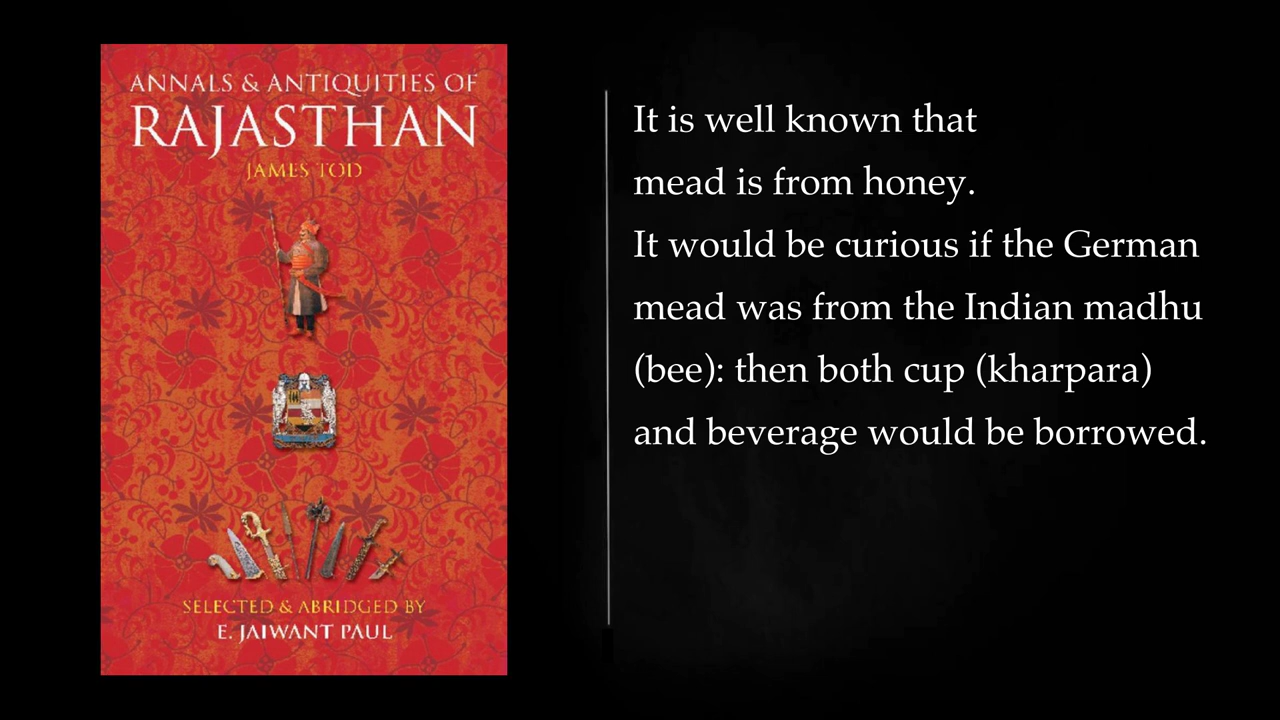 ANNALS & ANTIQUITIES OF
RAJASTHAN
JAMES TOD
SELECTED & ABRIDGED BY
E. JAIWANT PAUL
It is well known that
mead is from honey.
It would be curious if the German
mead was from the Indian madhu
(bee): then both cup (kharpara)
and beverage would be borrowed.